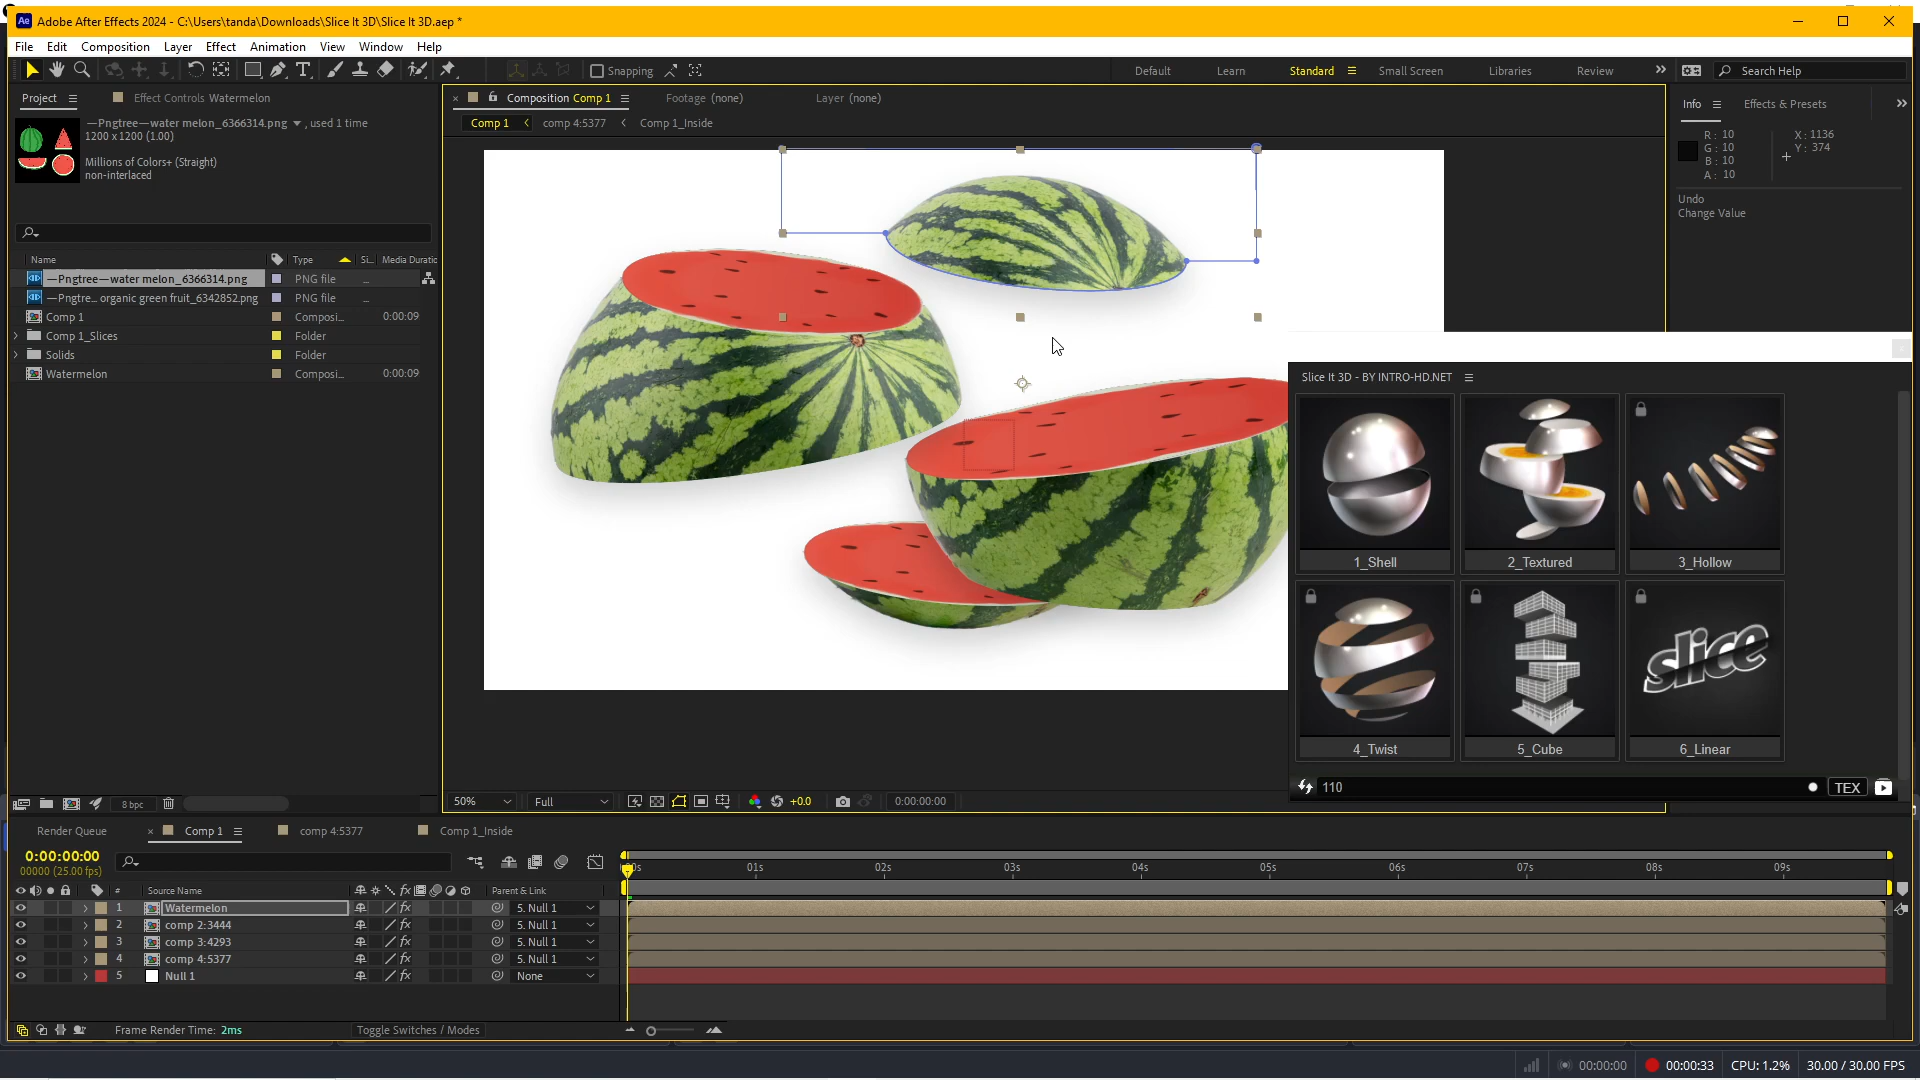 Adobe After Effects 2024 - C:\Users\tanda\Downloads\Slice It 3D\Slice It 3D.aep *
File Edit Composition Layer Effect Animation View Window Help
Snapping
Default Learn Standard Small Screen Libraries Review Search Help
Project Effect Controls Watermelon
—Pngtree—water melon_6366314.png , used 1 time
1200 x 1200 (1.00)
Millions of Colors+ (Straight)
non-interlaced
Name Type Si... Media Duratic
—Pngtree—water melon_6366314.png PNG file ...
—Pngtre... organic green fruit_6342852.png PNG file ...
Comp 1 Composi... 0:00:09
Comp 1_Slices Folder
Solids Folder
Watermelon Composi... 0:00:09
8 bpc
Composition Comp 1 Footage (none) Layer (none)
Comp 1 comp 4:5377 Comp 1_Inside
50% Full +0.0 0:00:00:00
Info Effects & Presets
R: 10 X: 1136
G: 10 Y: 374
B: 10
A: 10
Undo
Change Value
Slice It 3D - BY INTRO-HD.NET
1_Shell 2_Textured 3_Hollow
slice
4_Twist 5_Cube 6_Linear
110 TEX
Render Queue Comp 1 comp 4:5377 Comp 1_Inside
0:00:00:00
00000 (25.00 fps)
01s 02s 03s 04s 05s 06s 07s 08s 09s
# Source Name Parent & Link
1 Watermelon 5. Null 1
2 comp 2:3444 5. Null 1
3 comp 3:4293 5. Null 1
4 comp 4:5377 5. Null 1
5 Null 1 None
Frame Render Time: 2ms Toggle Switches / Modes
00:00:00 00:00:33 CPU: 1.2% 30.00 / 30.00 FPS